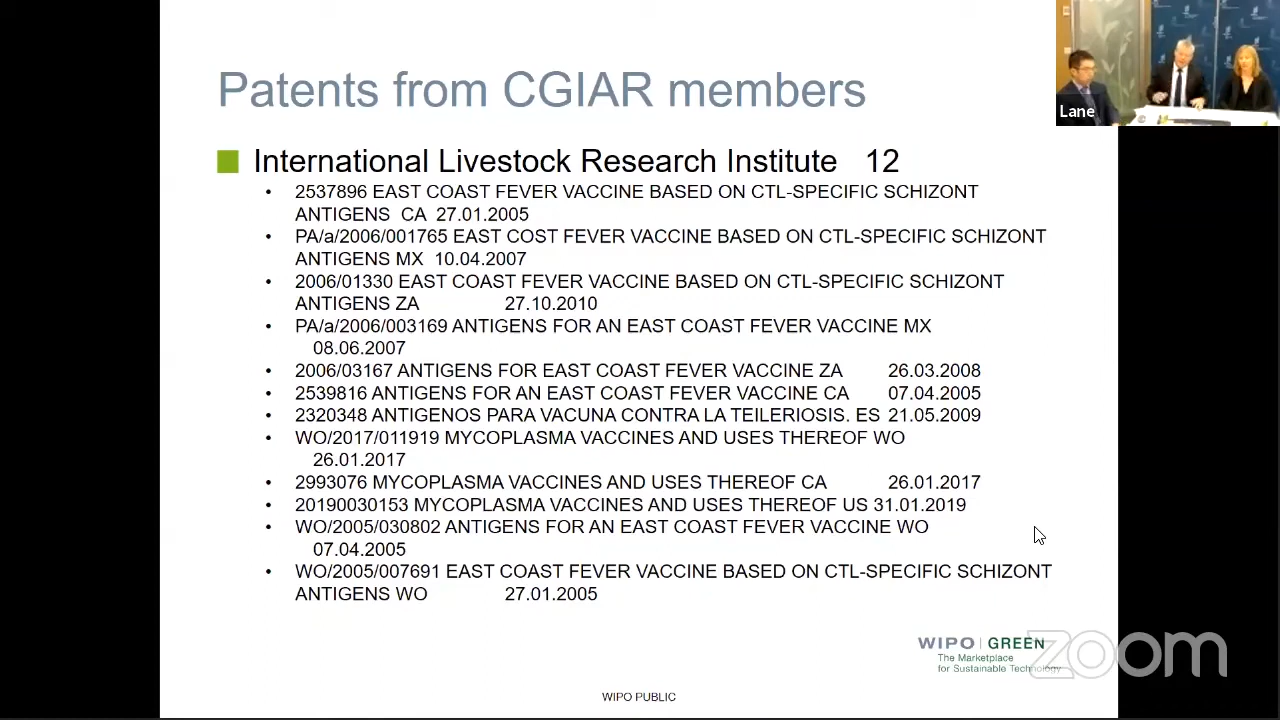 Patents from CGIAR members
Lane
International Livestock Research Institute 12
• 2537896 EAST COAST FEVER VACCINE BASED ON CTL-SPECIFIC SCHIZONT
ANTIGENS CA 27.01.2005
• PA/a/2006/001765 EAST COST FEVER VACCINE BASED ON CTL-SPECIFIC SCHIZONT
ANTIGENS MX 10.04.2007
• 2006/01330 EAST COAST FEVER VACCINE BASED ON CTL-SPECIFIC SCHIZONT
ANTIGENS ZA 27.10.2010
• PA/a/2006/003169 ANTIGENS FOR AN EAST COAST FEVER VACCINE MX
08.06.2007
• 2006/03167 ANTIGENS FOR EAST COAST FEVER VACCINE ZA 26.03.2008
• 2539816 ANTIGENS FOR AN EAST COAST FEVER VACCINE CA 07.04.2005
• 2320348 ANTIGENOS PARA VACUNA CONTRA LA TEILERIOSIS. ES 21.05.2009
• WO/2017/011919 MYCOPLASMA VACCINES AND USES THEREOF WO
26.01.2017
• 2993076 MYCOPLASMA VACCINES AND USES THEREOF CA 26.01.2017
• 20190030153 MYCOPLASMA VACCINES AND USES THEREOF US 31.01.2019
• WO/2005/030802 ANTIGENS FOR AN EAST COAST FEVER VACCINE WO
07.04.2005
• WO/2005/007691 EAST COAST FEVER VACCINE BASED ON CTL-SPECIFIC SCHIZONT
ANTIGENS WO 27.01.2005
WIPO | GREEN
The Marketplace
for Sustainable Technology
zoom
WIPO PUBLIC